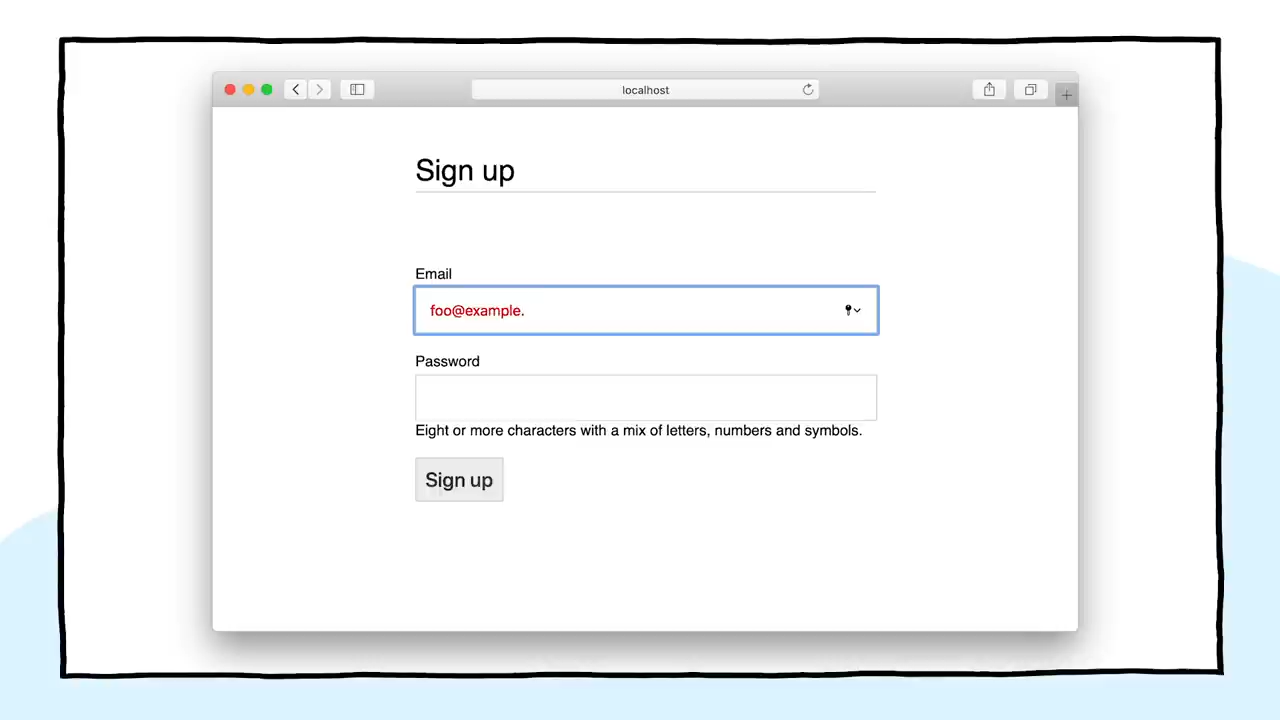 localhost
Sign up
Email
foo@example.
Password
Eight or more characters with a mix of letters, numbers and symbols.
Sign up